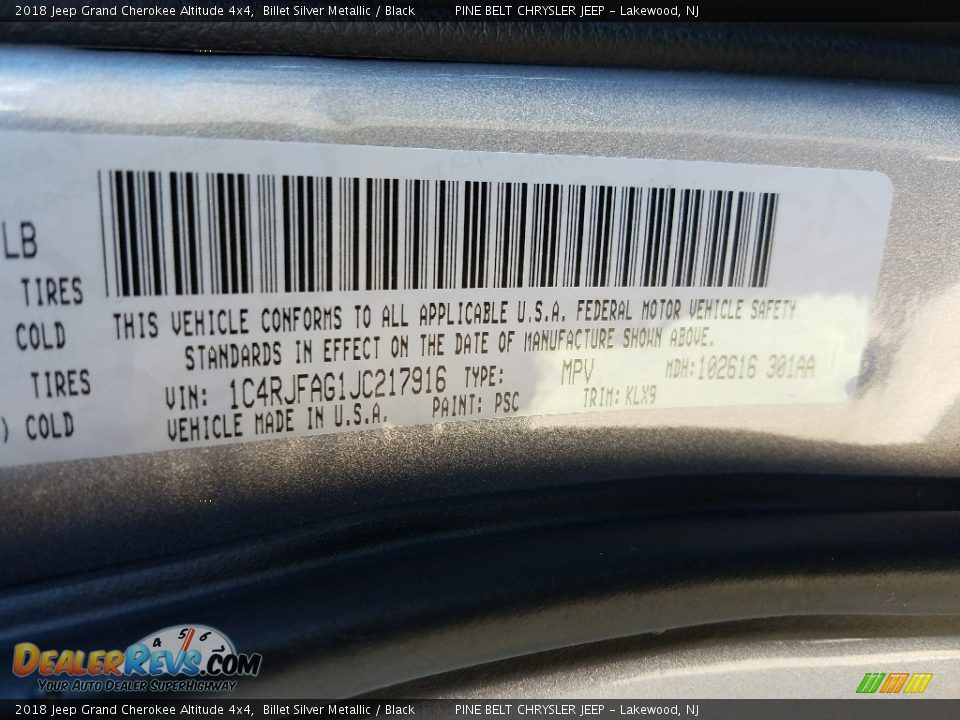 2018 Jeep Grand Cherokee Altitude 4x4, Billet Silver Metallic / Black PINE BELT CHRYSLER JEEP - Lakewood, NJ
LB
TIRES
COLD
TIRES
) COLD
THIS VEHICLE CONFORMS TO ALL APPLICABLE U.S.A. FEDERAL MOTOR VEHICLE SAFETY
STANDARDS IN EFFECT ON THE DATE OF MANUFACTURE SHOWN ABOVE.
VIN: 1C4RJFAG1JC217916 TYPE: MPV MDH:102616 301AA
VEHICLE MADE IN U.S.A. PAINT: PSC TRIM: KLX9
4 5 6
DEALERREVS.COM
YOUR AUTO DEALER SUPERHIGHWAY
2018 Jeep Grand Cherokee Altitude 4x4, Billet Silver Metallic / Black PINE BELT CHRYSLER JEEP - Lakewood, NJ